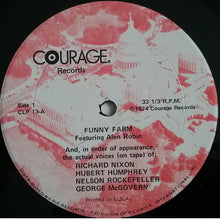 COURAGE.
Records
Side 1
CLP 13-A
33 1/3 R.P.M.
1974 Courage Records
FUNNY FARM
Featuring Alen Robin
And, in order of appearance,
the actual voices (on tape) of:
RICHARD NIXON
HUBERT HUMPHREY
NELSON ROCKEFELLER
GEORGE McGOVERN
Printed in U.S.A.